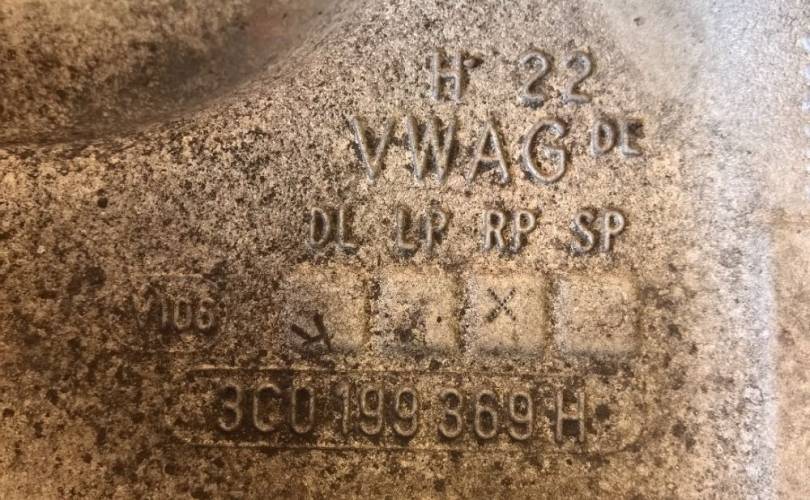 H 22
VWAG DE
DL LP RP SP
V106
3C0 199 369 H